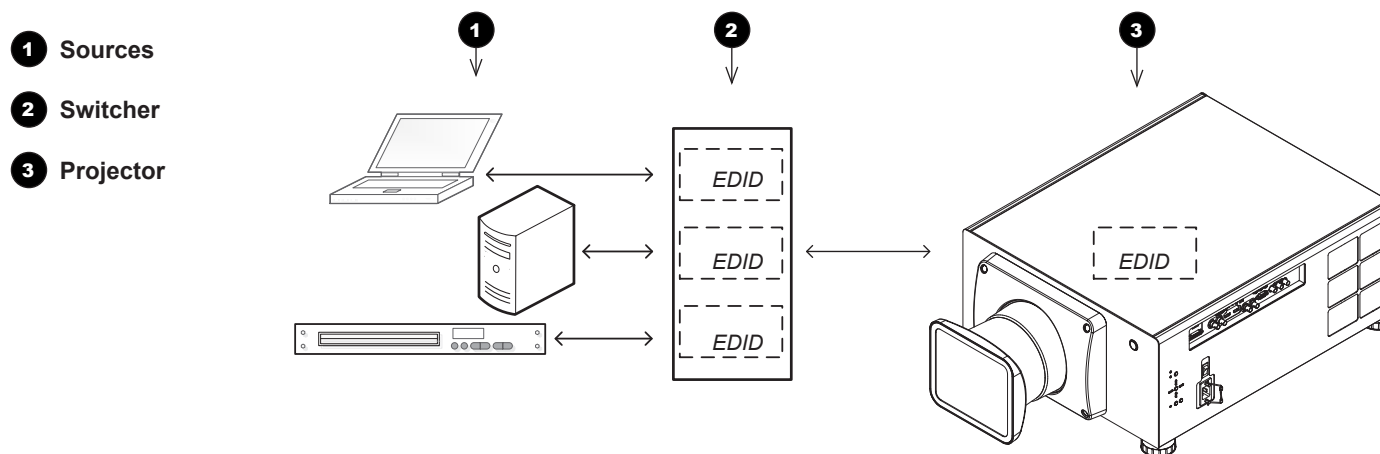 1 Sources
2 Switcher
3 Projector
1
2
3
EDID
EDID
EDID
EDID